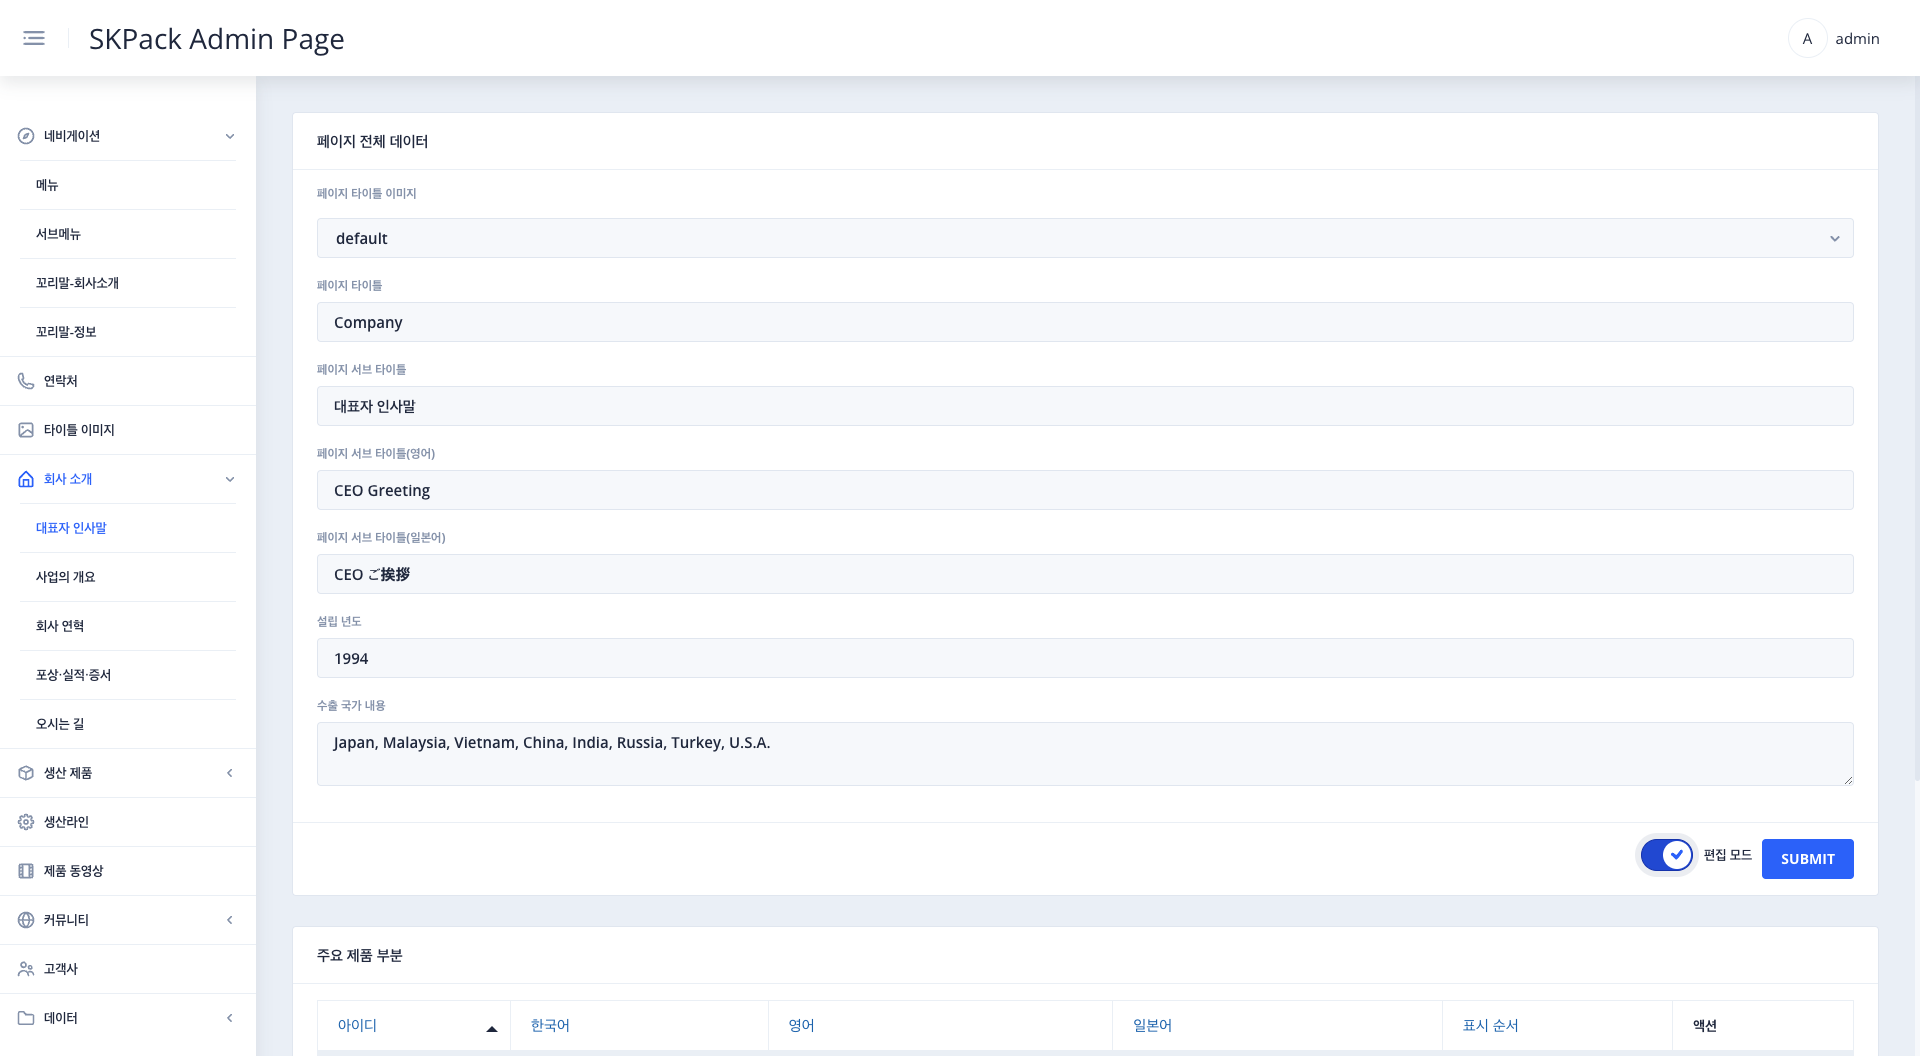 SKPack Admin Page
A
admin
네비게이션
메뉴
서브메뉴
꼬리말-회사소개
꼬리말-정보
연락처
타이틀 이미지
회사 소개
대표자 인사말
사업의 개요
회사 연혁
포상·실적·증서
오시는 길
생산 제품
생산라인
제품 동영상
커뮤니티
고객사
데이터
페이지 전체 데이터
페이지 타이틀 이미지
default
페이지 타이틀
Company
페이지 서브 타이틀
대표자 인사말
페이지 서브 타이틀(영어)
CEO Greeting
페이지 서브 타이틀(일본어)
CEO ご挨拶
설립 년도
1994
수출 국가 내용
Japan, Malaysia, Vietnam, China, India, Russia, Turkey, U.S.A.
편집 모드
SUBMIT
주요 제품 부분
아이디
한국어
영어
일본어
표시 순서
액션